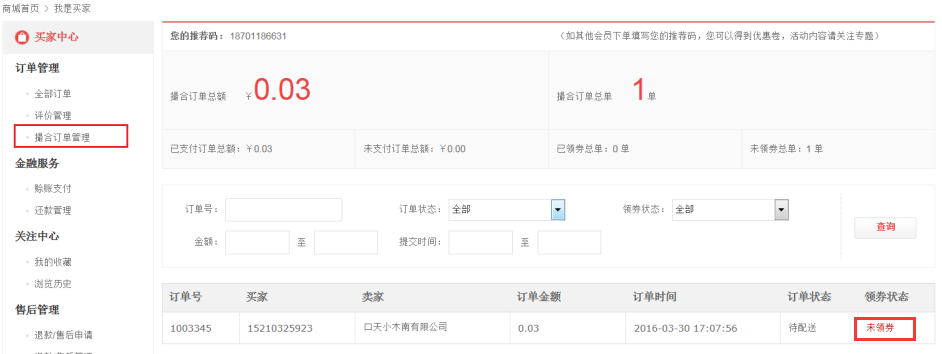 商城首页 > 我是买家
买家中心
订单管理
全部订单
评价管理
撮合订单管理
金融服务
赊账支付
还款管理
关注中心
我的收藏
浏览历史
售后管理
退款/售后申请
您的推荐码： 18701186631
（如其他会员下单填写您的推荐码，您可以得到优惠卷，活动内容请关注专题）
撮合订单总额 ￥0.03
撮合订单总单 1 单
已支付订单总额：￥0.03
未支付订单总额：￥0.00
已领券总单：0 单
未领券总单：1 单
订单号：
订单状态： 全部
领券状态： 全部
金额： 至
提交时间： 至
查询
订单号 买家 卖家 订单金额 订单时间 订单状态 领券状态
1003345 15210325923 口天小木南有限公司 0.03 2016-03-30 17:07:56 待配送 未领券